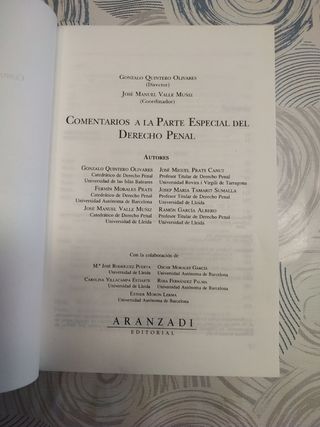 GONZALO QUINTERO OLIVARES
(Director)
JOSÉ MANUEL VALLE MUÑIZ
(Coordinador)
COMENTARIOS A LA PARTE ESPECIAL DEL
DERECHO PENAL
AUTORES
GONZALO QUINTERO OLIVARES
Catedrático de Derecho Penal
Universidad de las Islas Baleares
FERMÍN MORALES PRATS
Catedrático de Derecho Penal
Universidad Autónoma de Barcelona
JOSÉ MANUEL VALLE MUÑIZ
Catedrático de Derecho Penal
Universidad de Lleida
JOSÉ MIGUEL PRATS CANUT
Profesor Titular de Derecho Penal
Universidad Rovira i Virgili de Tarragona
JOSEP MARIA TAMARIT SUMALLA
Profesor Titular de Derecho Penal
Universidad de Lleida
RAMÓN GARCÍA ALBERO
Profesor Titular de Derecho Penal
Universidad de Lleida
Con la colaboración de
M.ª JOSÉ RODRÍGUEZ PUERTA
Universidad de Lleida
CAROLINA VILLACAMPA ESTIARTE
Universidad de Lleida
OSCAR MORALES GARCÍA
Universidad Autónoma de Barcelona
ROSA FERNÁNDEZ PALMA
Universidad Autónoma de Barcelona
ESTHER MORÓN LERMA
Universidad Autónoma de Barcelona
ARANZADI
EDITORIAL